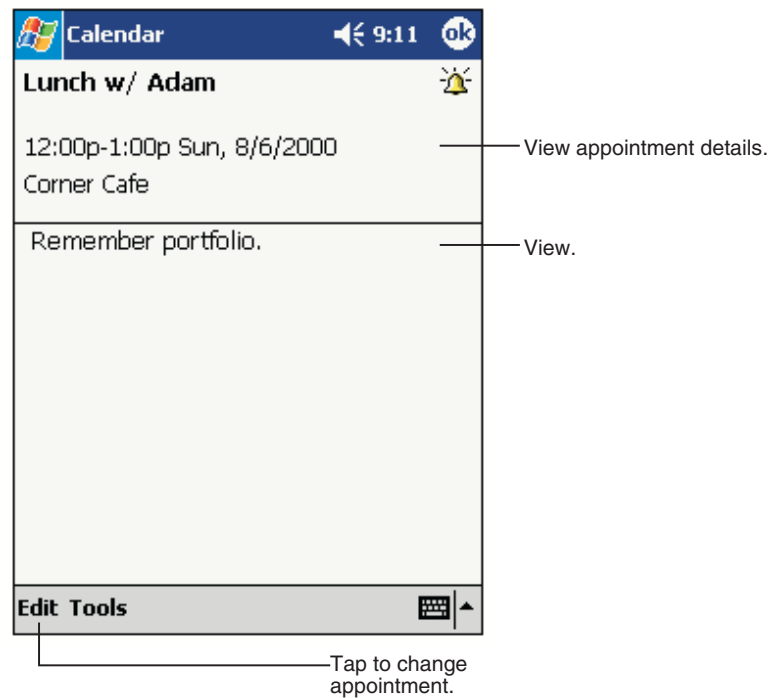 Calendar 9:11 ok
Lunch w/ Adam
12:00p-1:00p Sun, 8/6/2000
View appointment details.
Corner Cafe
Remember portfolio.
View.
Edit Tools
Tap to change
appointment.